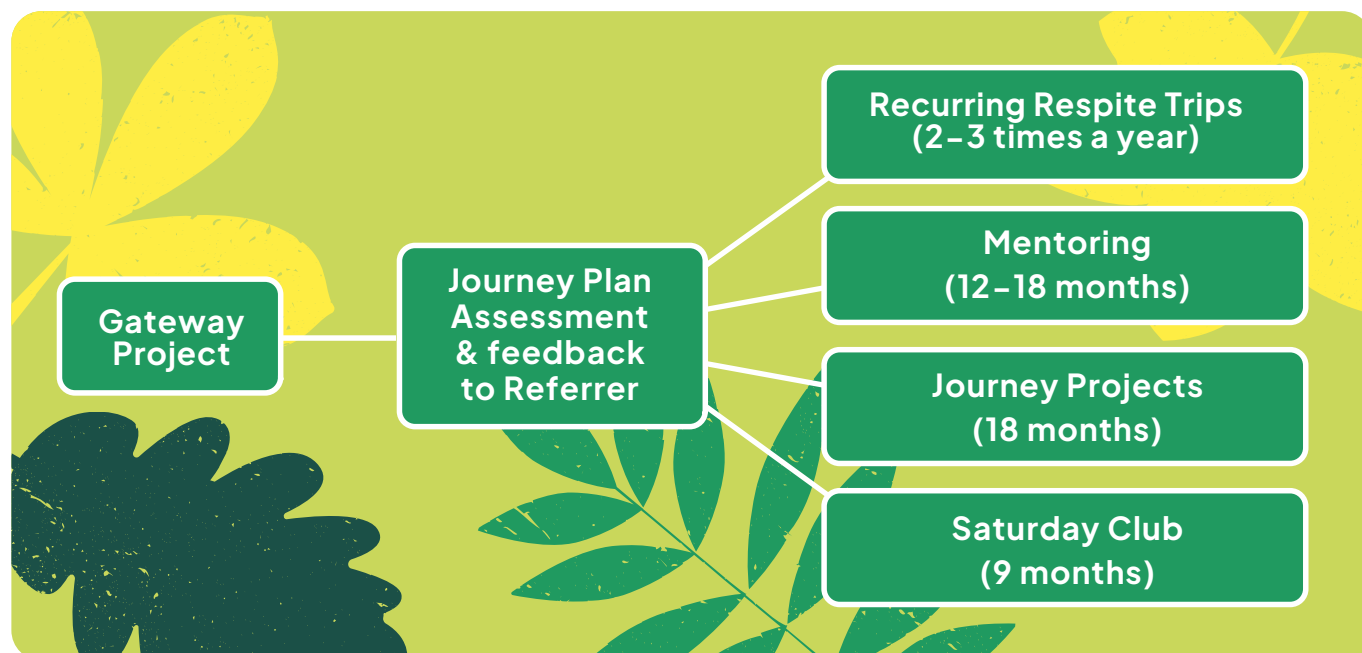 Gateway
Project
Journey Plan
Assessment
& feedback
to Referrer
Recurring Respite Trips
(2–3 times a year)
Mentoring
(12–18 months)
Journey Projects
(18 months)
Saturday Club
(9 months)